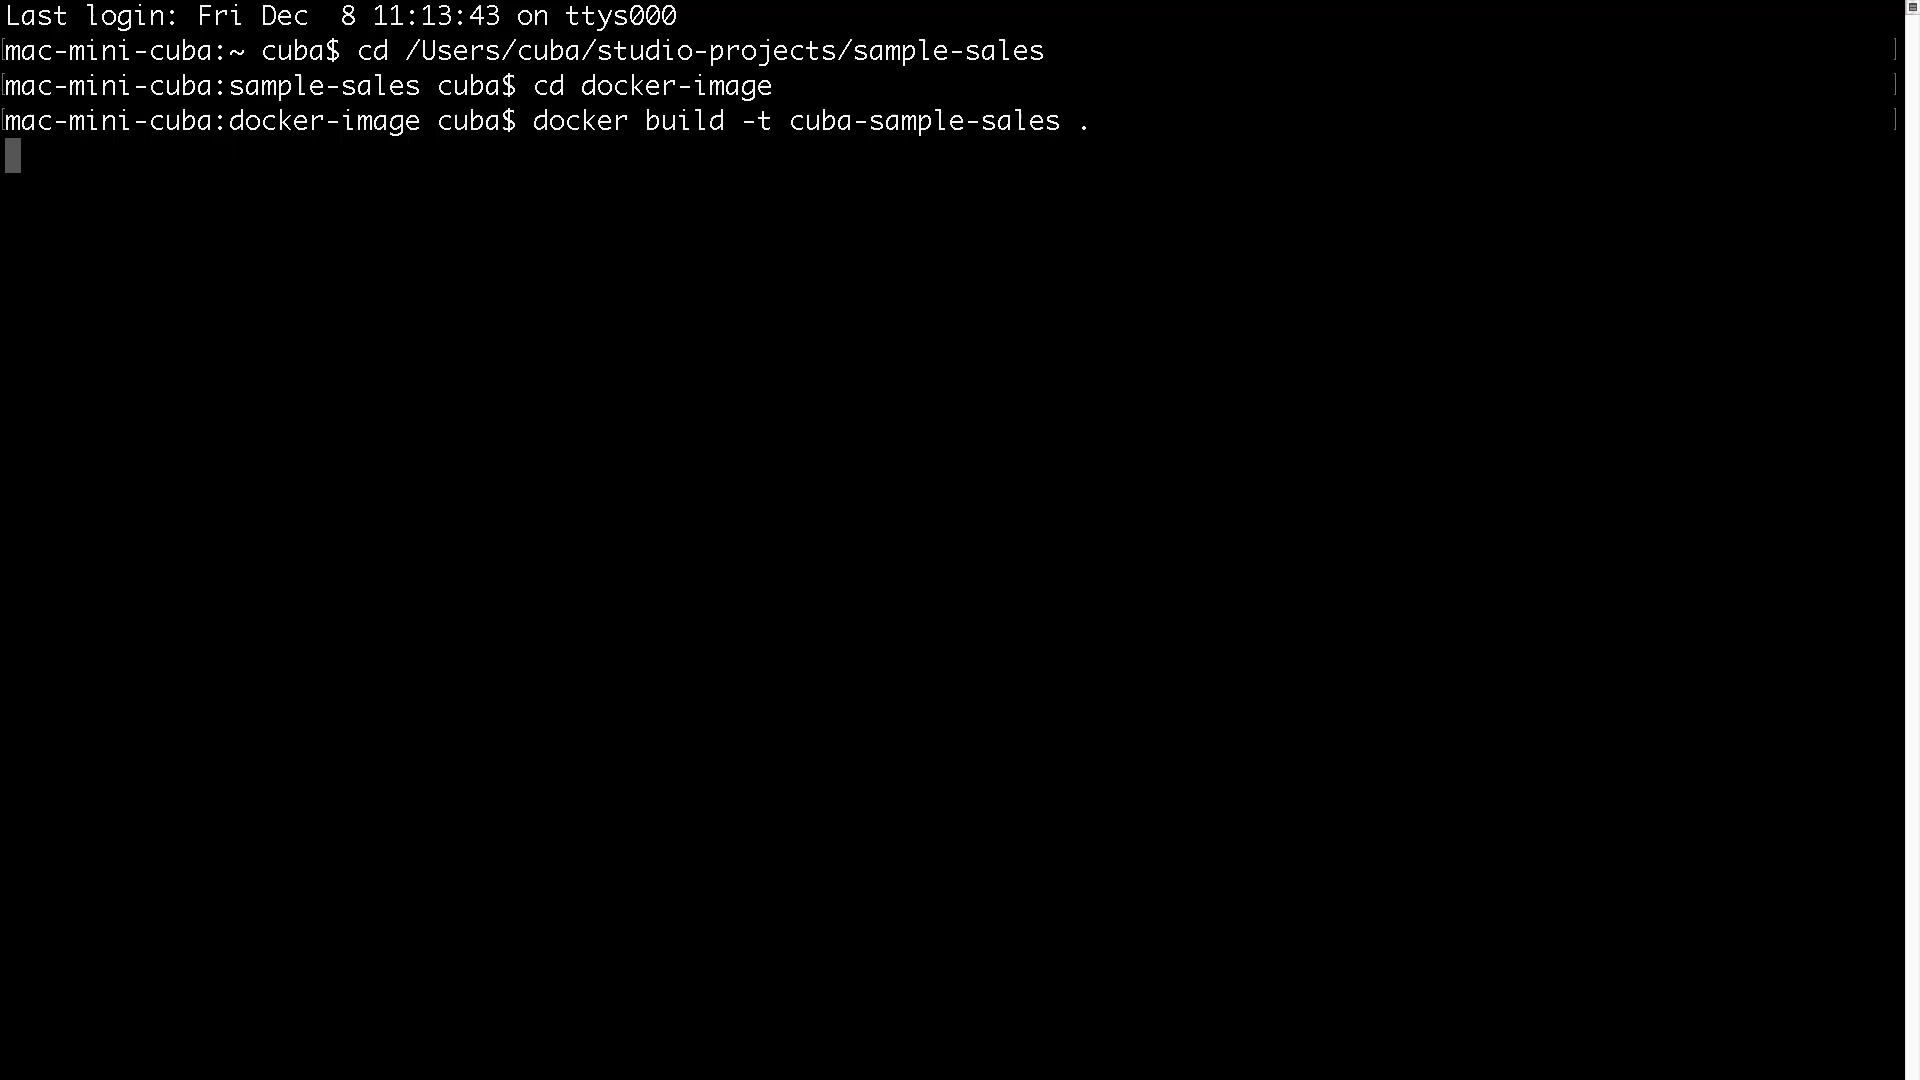 Last login: Fri Dec  8 11:13:43 on ttys000
[mac-mini-cuba:~ cuba$ cd /Users/cuba/studio-projects/sample-sales ]
[mac-mini-cuba:sample-sales cuba$ cd docker-image ]
[mac-mini-cuba:docker-image cuba$ docker build -t cuba-sample-sales . ]